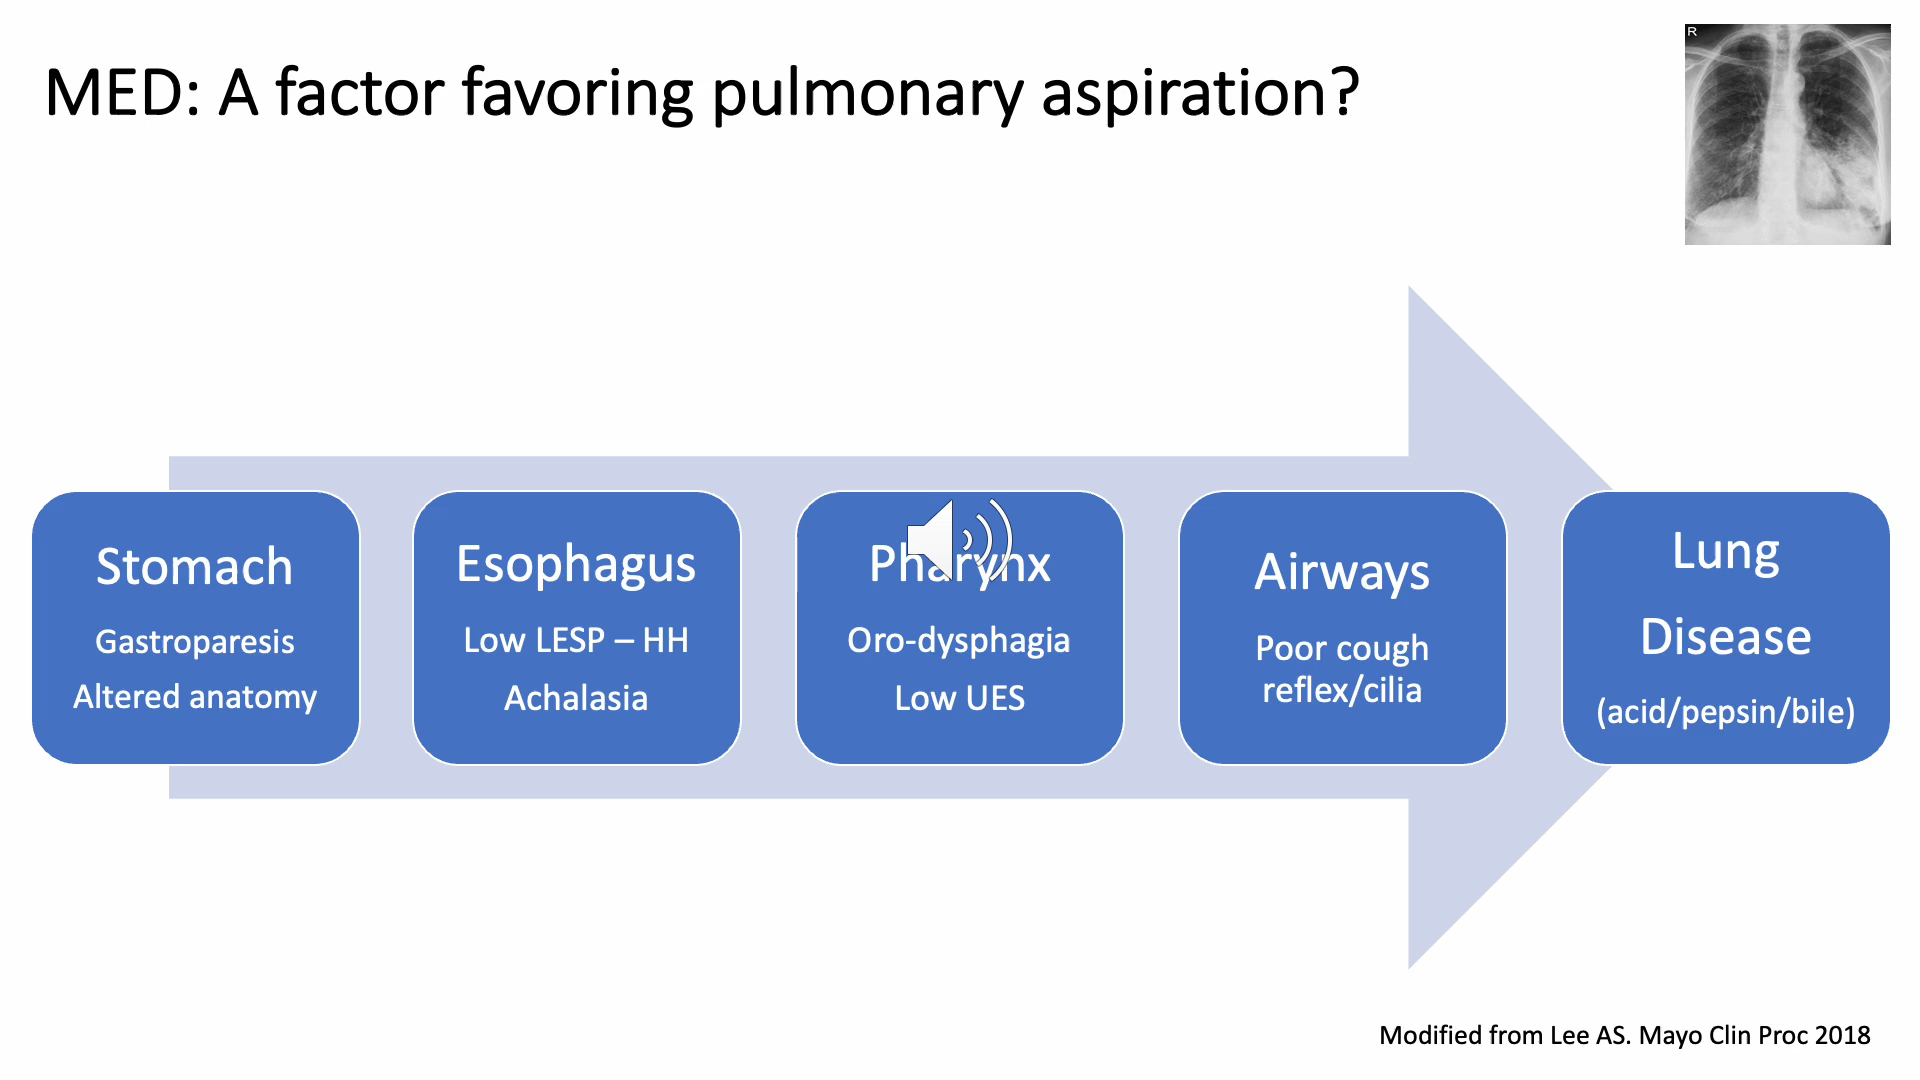 MED: A factor favoring pulmonary aspiration?
R
Stomach
Gastroparesis
Altered anatomy
Esophagus
Low LESP – HH
Achalasia
Pharynx
Oro-dysphagia
Low UES
Airways
Poor cough
reflex/cilia
Lung
Disease
(acid/pepsin/bile)
Modified from Lee AS. Mayo Clin Proc 2018